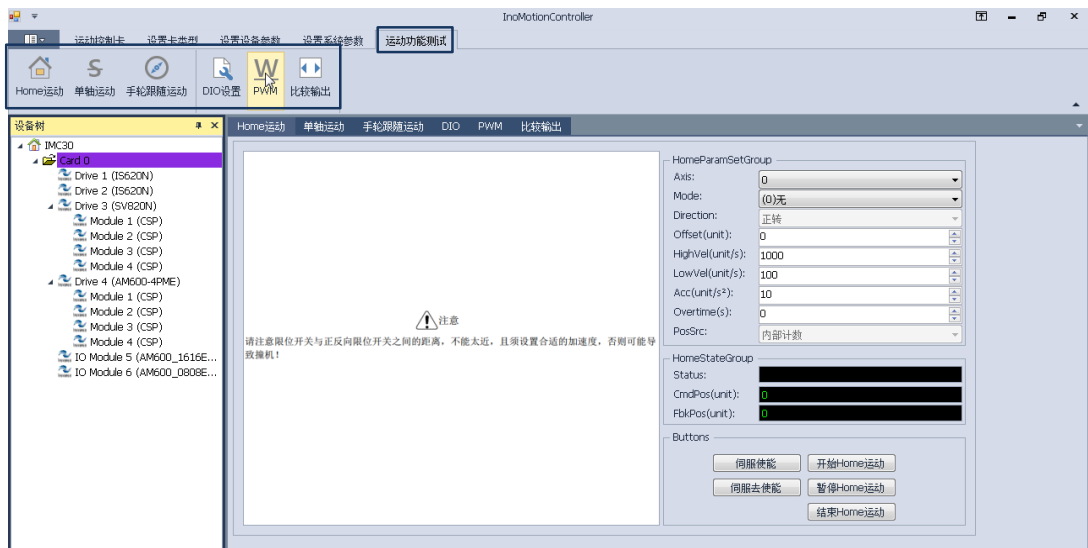 InoMotionController
运动控制卡 设置卡类型 设置设备参数 设置系统参数 运动功能测试
Home运动 单轴运动 手轮跟随运动 DIO设置 PWM 比较输出
设备树
IMC30
Card 0
Drive 1 (IS620N)
Drive 2 (IS620N)
Drive 3 (SV820N)
Module 1 (CSP)
Module 2 (CSP)
Module 3 (CSP)
Module 4 (CSP)
Drive 4 (AM600-4PME)
Module 1 (CSP)
Module 2 (CSP)
Module 3 (CSP)
Module 4 (CSP)
IO Module 5 (AM600_1616E...
IO Module 6 (AM600_0808E...
Home运动 单轴运动 手轮跟随运动 DIO PWM 比较输出
注意
请注意限位开关与正反向限位开关之间的距离，不能太近，且须设置合适的加速度，否则可能导
致撞机！
HomeParamSetGroup
Axis: 0
Mode: (0)无
Direction: 正转
Offset(unit): 0
HighVel(unit/s): 1000
LowVel(unit/s): 100
Acc(unit/s²): 10
Overtime(s): 0
PosSrc: 内部计数
HomeStateGroup
Status:
CmdPos(unit): 0
FbkPos(unit): 0
Buttons
伺服使能 开始Home运动
伺服去使能 暂停Home运动
结束Home运动